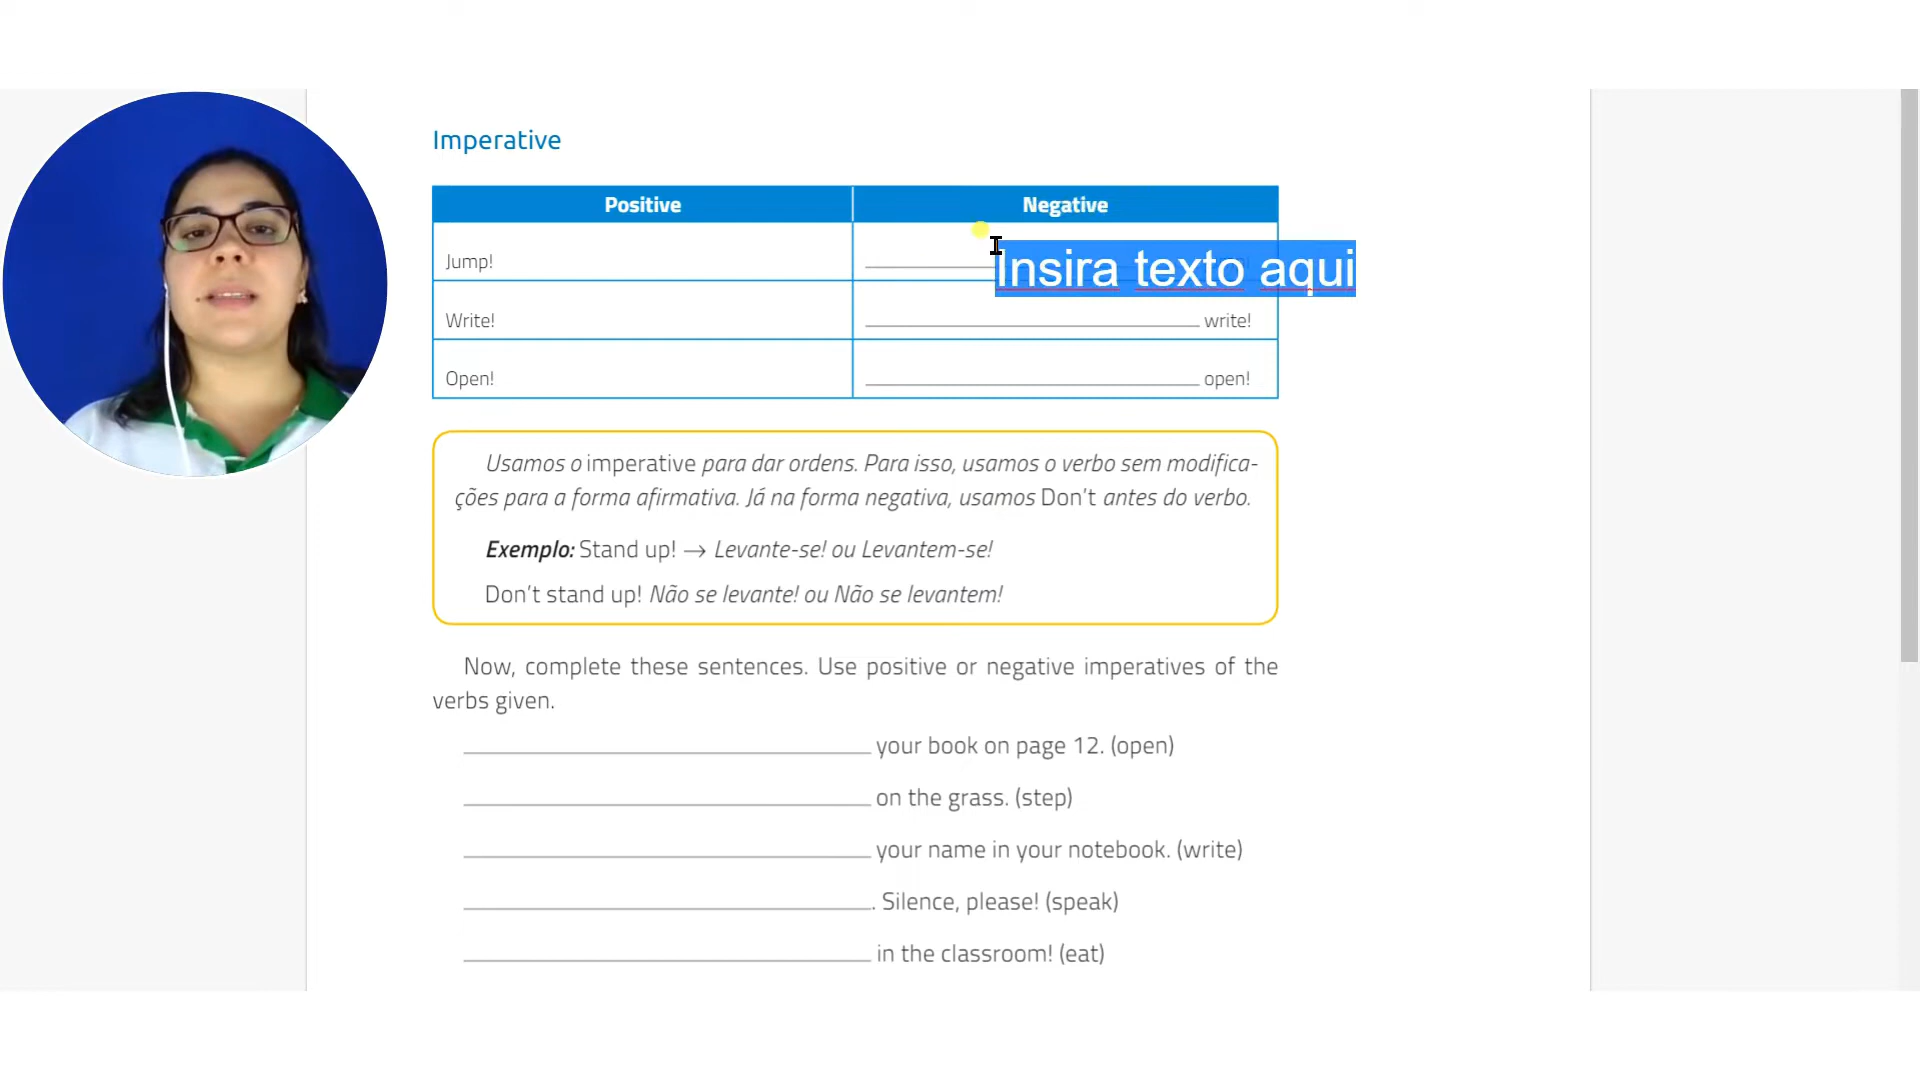 Imperative
Positive
Negative
Jump!
Insira texto aqui
Write!
write!
Open!
open!
Usamos o imperative para dar ordens. Para isso, usamos o verbo sem modifica-
ções para a forma afirmativa. Já na forma negativa, usamos Don't antes do verbo.
Exemplo: Stand up! → Levante-se! ou Levantem-se!
Don't stand up! Não se levante! ou Não se levantem!
Now, complete these sentences. Use positive or negative imperatives of the
verbs given.
your book on page 12. (open)
on the grass. (step)
your name in your notebook. (write)
. Silence, please! (speak)
in the classroom! (eat)